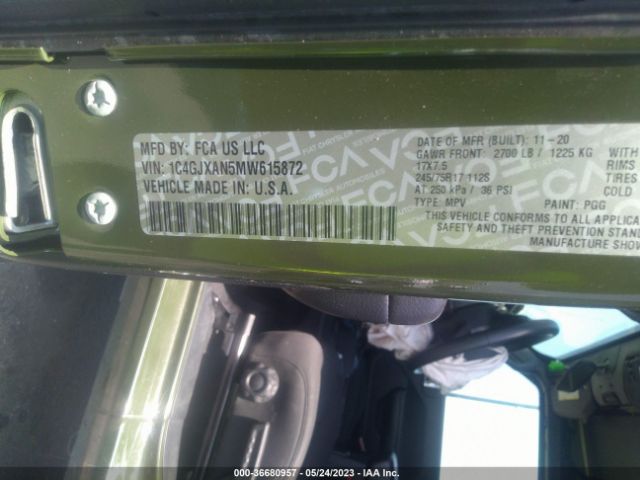 MFD BY: FCA US LLC
VIN: 1C4GJXAN5MW615872
VEHICLE MADE IN: U.S.A.
DATE OF MFR (BUILT): 11-20
GAWR FRONT: 2700 LB / 1225 KG WITH
17X7.5 RIMS
245/75R17 112S TIRES
AT 250 kPa / 36 PSI COLD
TYPE: MPV PAINT: PGG
THIS VEHICLE CONFORMS TO ALL APPLICA
SAFETY AND THEFT PREVENTION STAND
MANUFACTURE SHOW
FCA FCA FCA
000-36680957 - 05/24/2023 - IAA Inc.